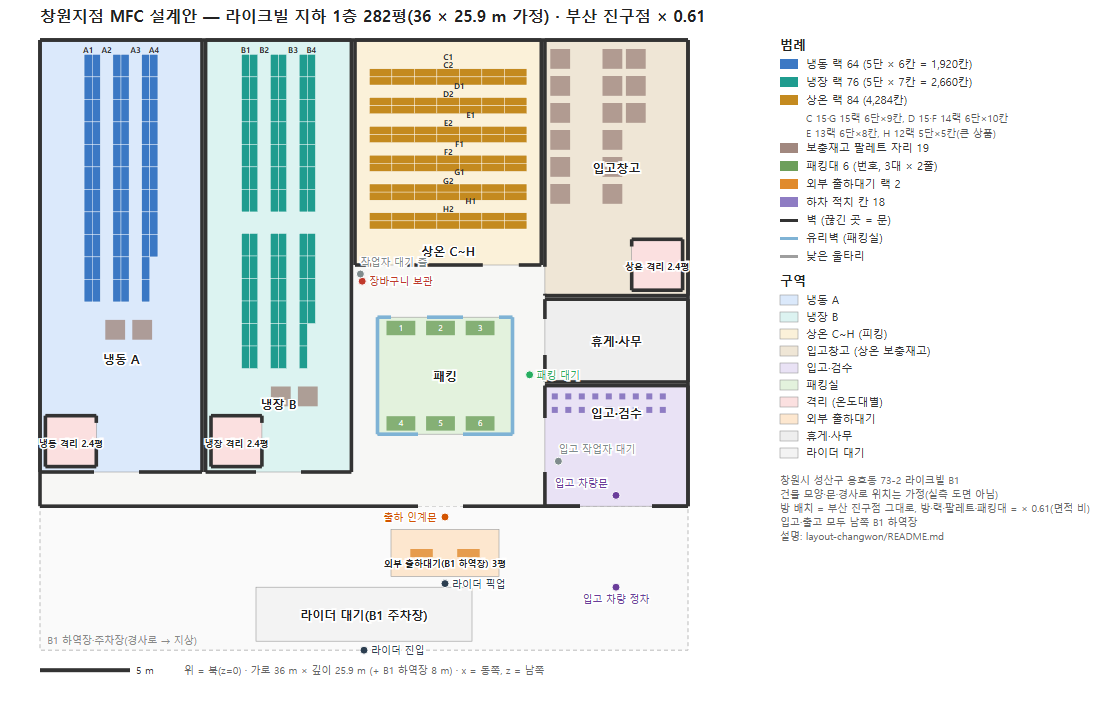 창원지점 MFC 설계안 — 라이크빌 지하 1층 282평(36 × 25.9 m 가정) · 부산 진구점 × 0.61
A1 A2 A3 A4
B1 B2 B3 B4
C1
C2
D1
D2
E1
E2
F1
F2
G1
G2
H1
H2
입고창고
상온 C~H
상온 격리 2.4평
작업자 대기 존
장바구니 보관
1 2 3
휴게·사무
냉동 A
패킹
패킹 대기
냉장 B
입고·검수
4 5 6
냉동 격리 2.4평
냉장 격리 2.4평
입고 작업자 대기
입고 차량문
출하 인계문
외부 출하대기(B1 하역장) 3평
라이더 픽업
입고 차량 정차
라이더 대기(B1 주차장)
B1 하역장·주차장(경사로 → 지상)
라이더 진입
5 m
위 = 북(z=0) · 가로 36 m × 깊이 25.9 m (+ B1 하역장 8 m) · x = 동쪽, z = 남쪽
범례
냉동 랙 64 (5단 × 6칸 = 1,920칸)
냉장 랙 76 (5단 × 7칸 = 2,660칸)
상온 랙 84 (4,284칸)
C 15·G 15랙 6단×9칸, D 15·F 14랙 6단×10칸
E 13랙 6단×8칸, H 12랙 5단×5칸(큰 상품)
보충재고 팔레트 자리 19
패킹대 6 (번호, 3대 × 2줄)
외부 출하대기 랙 2
하차 적치 칸 18
벽 (끊긴 곳 = 문)
유리벽 (패킹실)
낮은 울타리
구역
냉동 A
냉장 B
상온 C~H (피킹)
입고창고 (상온 보충재고)
입고·검수
패킹실
격리 (온도대별)
외부 출하대기
휴게·사무
라이더 대기
창원시 성산구 용호동 73-2 라이크빌 B1
건물 모양·문·경사로 위치는 가정(실측 도면 아님)
방 배치 = 부산 진구점 그대로, 방·랙·팔레트·패킹대 = × 0.61(면적 비)
입고·출고 모두 남쪽 B1 하역장
설명: layout-changwon/README.md